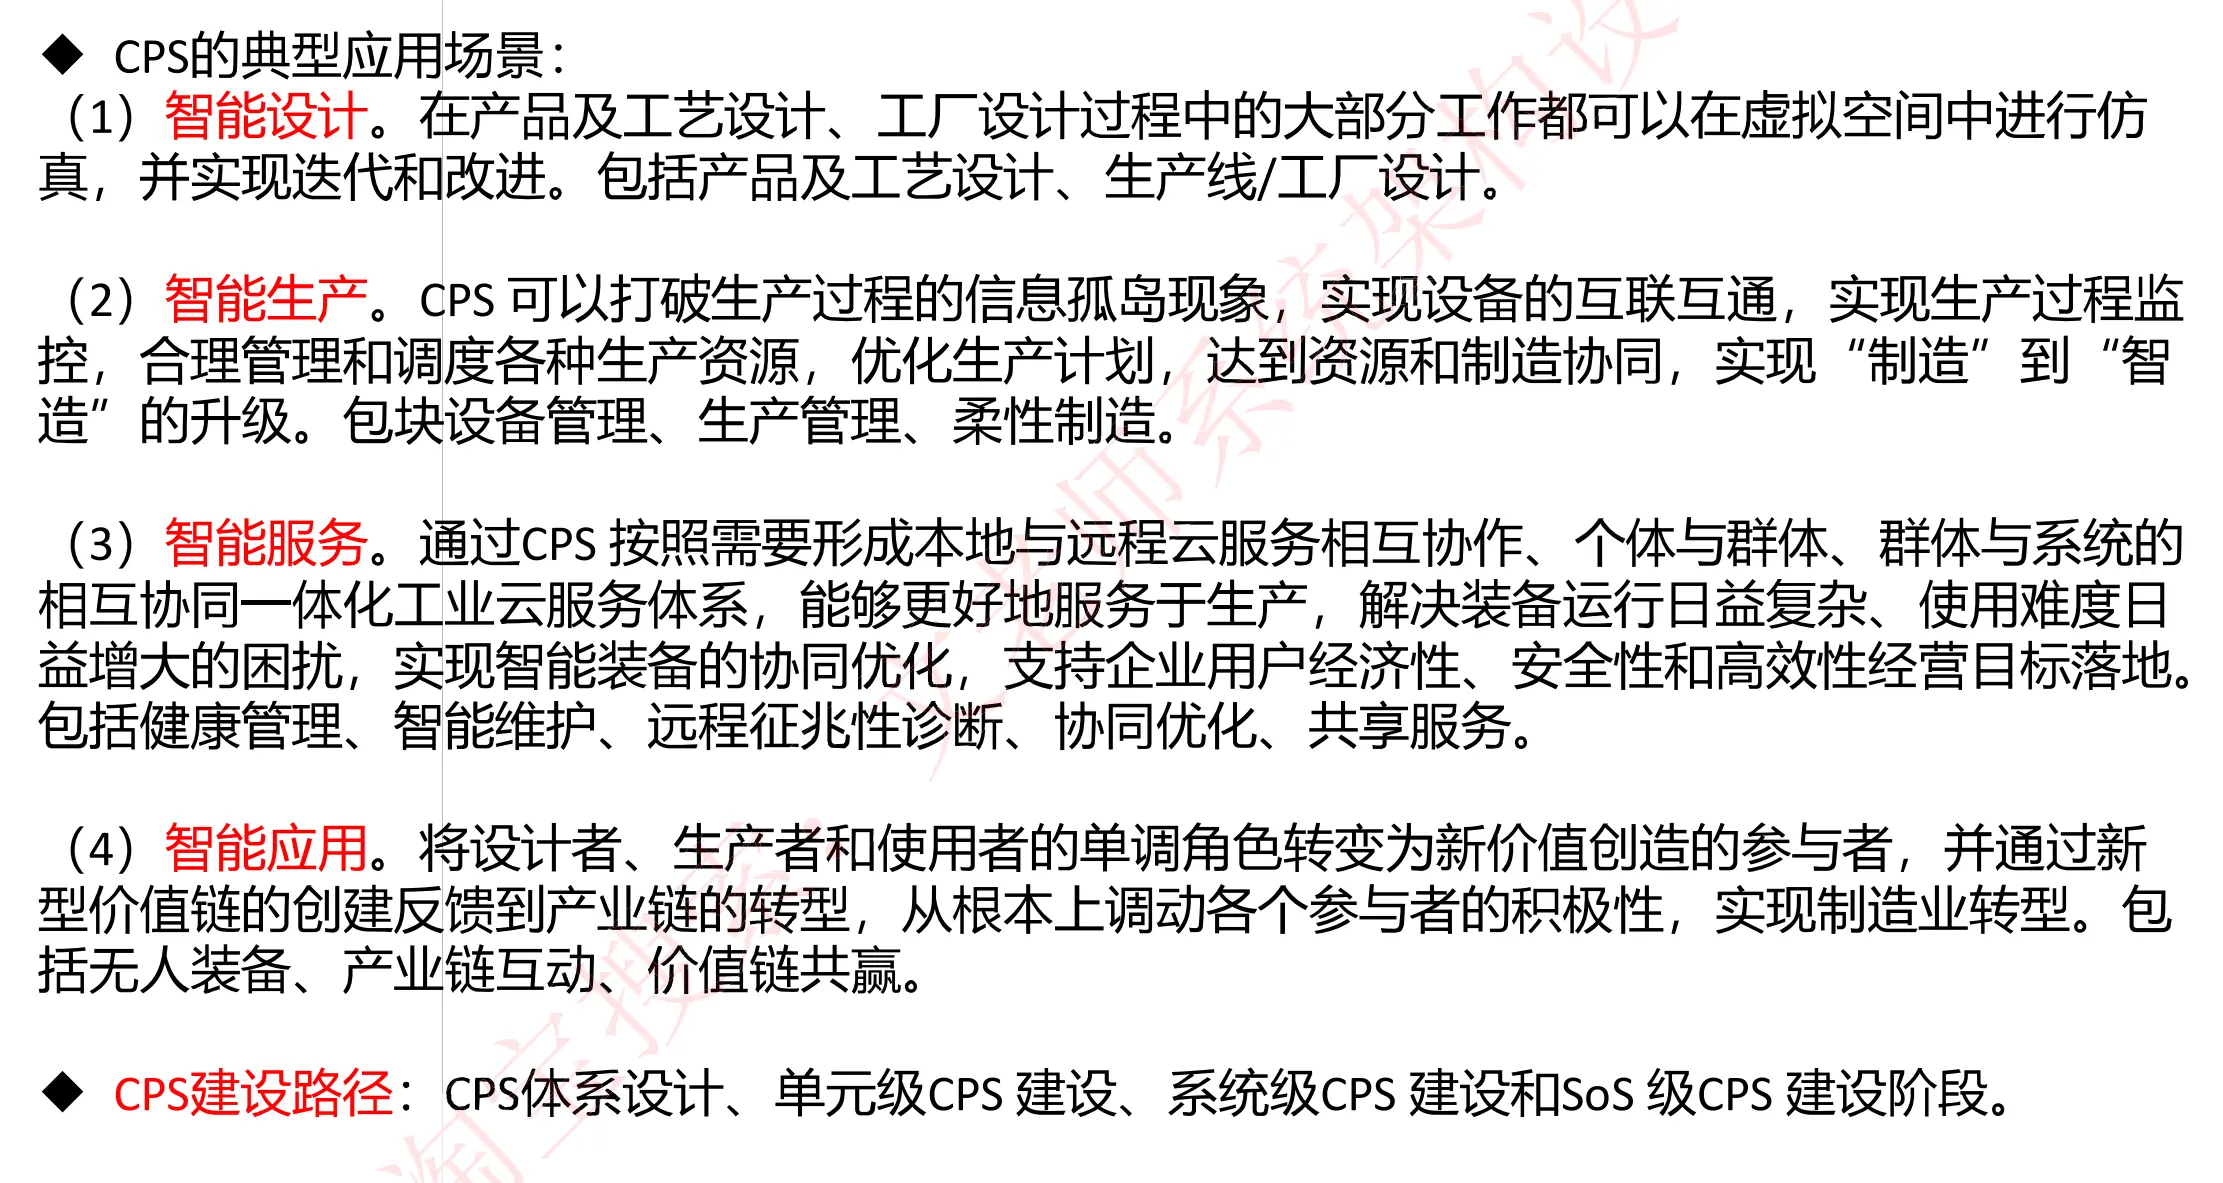 ◆ CPS的典型应用场景：
（1）智能设计。在产品及工艺设计、工厂设计过程中的大部分工作都可以在虚拟空间中进行仿
真，并实现迭代和改进。包括产品及工艺设计、生产线/工厂设计。
（2）智能生产。CPS 可以打破生产过程的信息孤岛现象，实现设备的互联互通，实现生产过程监
控，合理管理和调度各种生产资源，优化生产计划，达到资源和制造协同，实现“制造”到“智
造”的升级。包块设备管理、生产管理、柔性制造。
（3）智能服务。通过CPS 按照需要形成本地与远程云服务相互协作、个体与群体、群体与系统的
相互协同一体化工业云服务体系，能够更好地服务于生产，解决装备运行日益复杂、使用难度日
益增大的困扰，实现智能装备的协同优化，支持企业用户经济性、安全性和高效性经营目标落地。
包括健康管理、智能维护、远程征兆性诊断、协同优化、共享服务。
（4）智能应用。将设计者、生产者和使用者的单调角色转变为新价值创造的参与者，并通过新
型价值链的创建反馈到产业链的转型，从根本上调动各个参与者的积极性，实现制造业转型。包
括无人装备、产业链互动、价值链共赢。
◆ CPS建设路径：CPS体系设计、单元级CPS 建设、系统级CPS 建设和SoS 级CPS 建设阶段。
淘宝搜索：文老师系统架构设